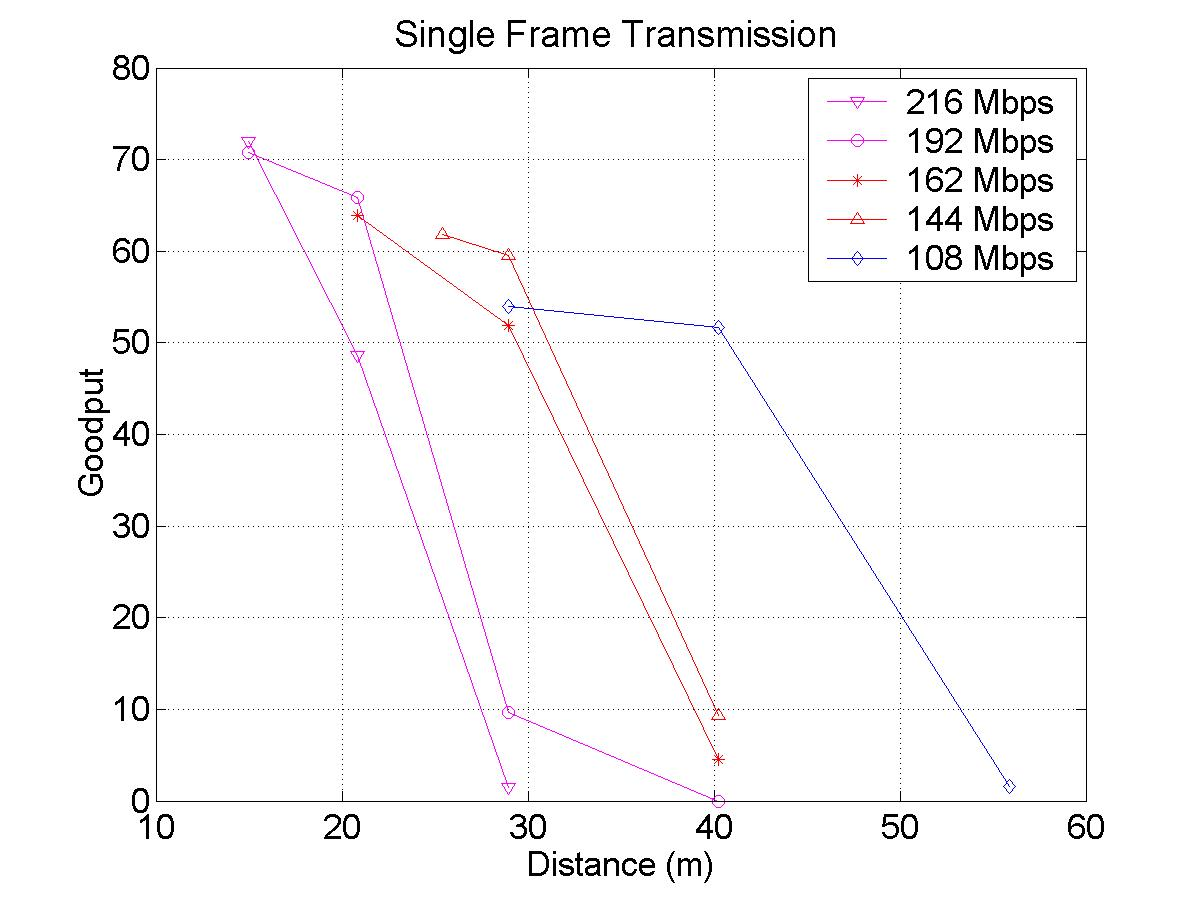 Single Frame Transmission
80
70
60
50
40
30
20
10
0
Goodput
216 Mbps
192 Mbps
162 Mbps
144 Mbps
108 Mbps
10 20 30 40 50 60
Distance (m)